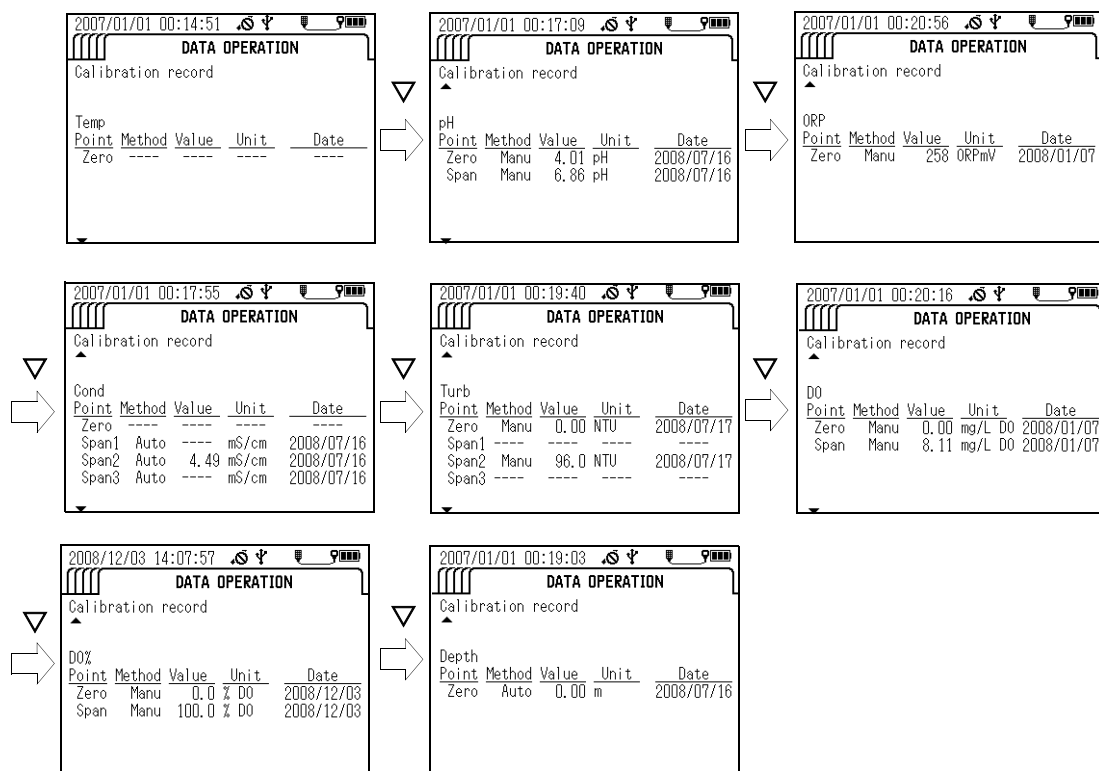 2007/01/01 00:14:51
DATA OPERATION
Calibration record
Temp
Point Method Value Unit Date
Zero ---- ---- ---- ----
2007/01/01 00:17:09
DATA OPERATION
Calibration record
pH
Point Method Value Unit Date
Zero Manu 4.01 pH 2008/07/16
Span Manu 6.86 pH 2008/07/16
2007/01/01 00:20:56
DATA OPERATION
Calibration record
ORP
Point Method Value Unit Date
Zero Manu 258 ORPmV 2008/01/07
2007/01/01 00:17:55
DATA OPERATION
Calibration record
Cond
Point Method Value Unit Date
Zero ---- ---- ---- ----
Span1 Auto ---- mS/cm 2008/07/16
Span2 Auto 4.49 mS/cm 2008/07/16
Span3 Auto ---- mS/cm 2008/07/16
2007/01/01 00:19:40
DATA OPERATION
Calibration record
Turb
Point Method Value Unit Date
Zero Manu 0.00 NTU 2008/07/17
Span1 ---- ---- ---- ----
Span2 Manu 96.0 NTU 2008/07/17
Span3 ---- ---- ---- ----
2007/01/01 00:20:16
DATA OPERATION
Calibration record
DO
Point Method Value Unit Date
Zero Manu 0.00 mg/L DO 2008/01/07
Span Manu 8.11 mg/L DO 2008/01/07
2008/12/03 14:07:57
DATA OPERATION
Calibration record
DO%
Point Method Value Unit Date
Zero Manu 0.0 % DO 2008/12/03
Span Manu 100.0 % DO 2008/12/03
2007/01/01 00:19:03
DATA OPERATION
Calibration record
Depth
Point Method Value Unit Date
Zero Auto 0.00 m 2008/07/16